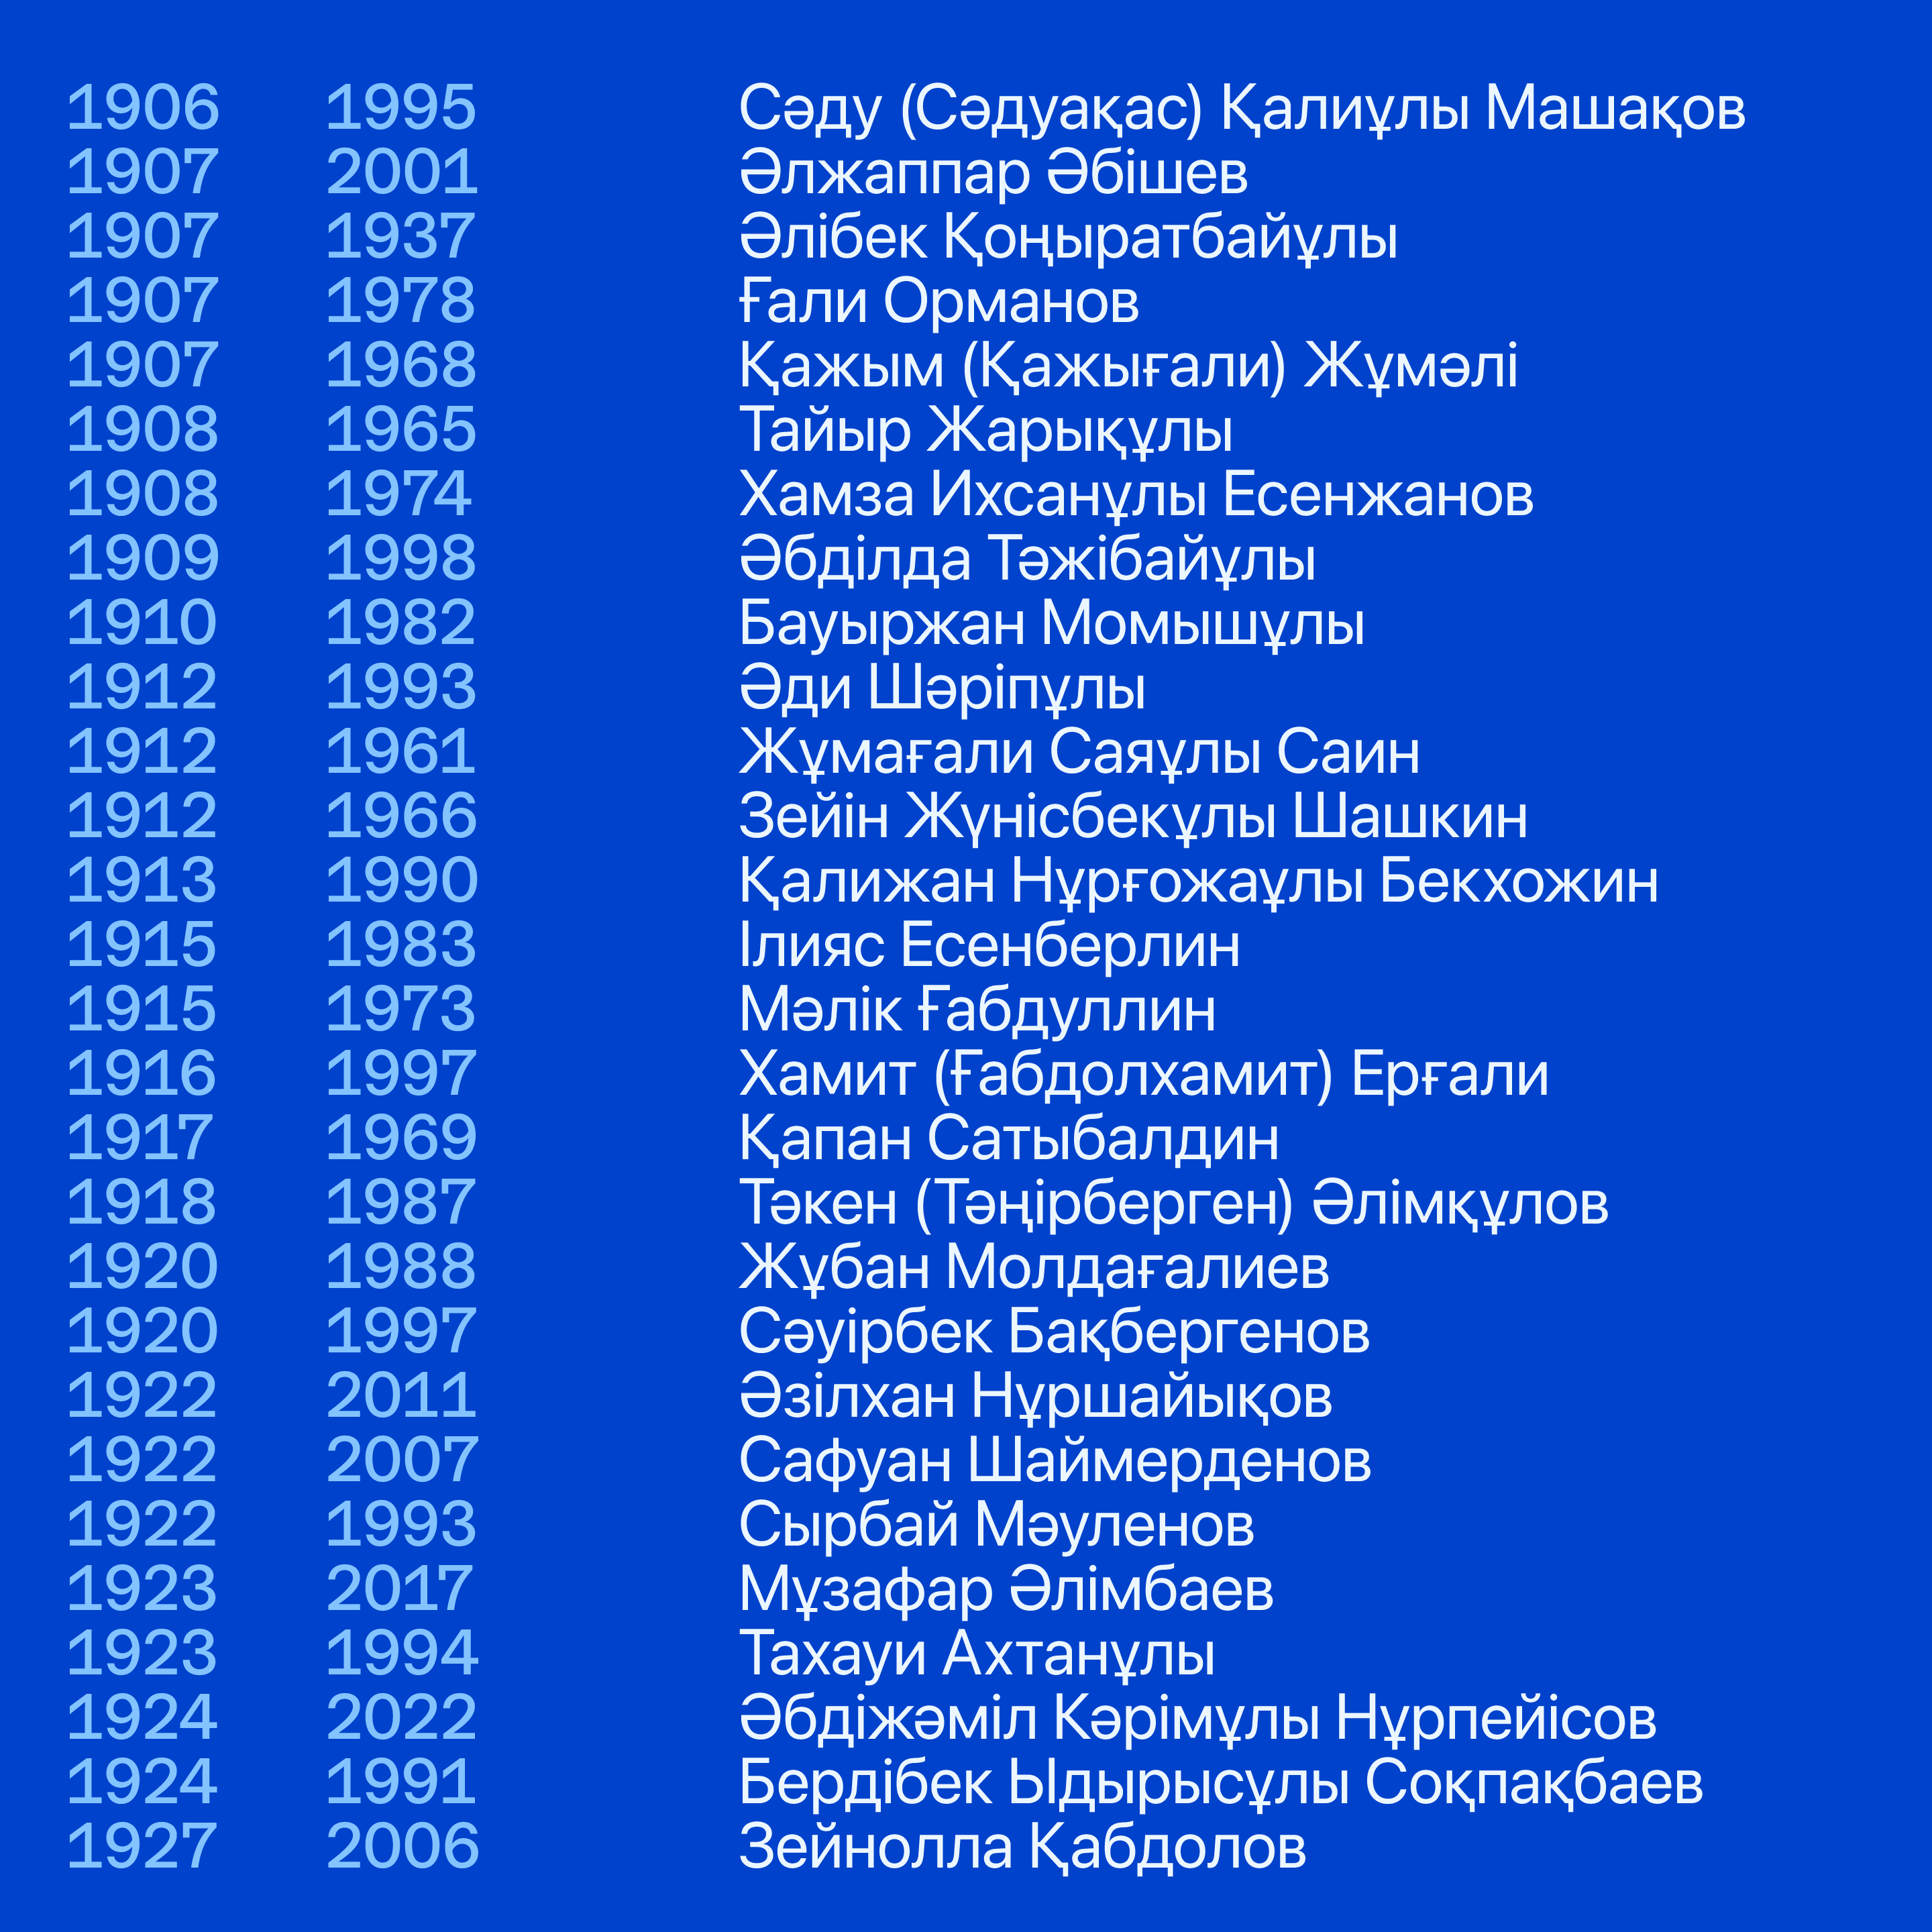 1906 1995 Сәду (Сәдуақас) Қалиұлы Машақов
1907 2001 Әлжаппар Әбішев
1907 1937 Әлібек Қоңыратбайұлы
1907 1978 Ғали Орманов
1907 1968 Қажым (Қажығали) Жұмәлі
1908 1965 Тайыр Жарықұлы
1908 1974 Хамза Ихсанұлы Есенжанов
1909 1998 Әбділда Тәжібайұлы
1910 1982 Бауыржан Момышұлы
1912 1993 Әди Шәріпұлы
1912 1961 Жұмағали Саяұлы Саин
1912 1966 Зейін Жүнісбекұлы Шашкин
1913 1990 Қалижан Нұрғожаұлы Бекхожин
1915 1983 Ілияс Есенберлин
1915 1973 Мәлік Ғабдуллин
1916 1997 Хамит (Ғабдолхамит) Ерғали
1917 1969 Қапан Сатыбалдин
1918 1987 Тәкен (Тәңірберген) Әлімқұлов
1920 1988 Жұбан Молдағалиев
1920 1997 Сәуірбек Бақбергенов
1922 2011 Әзілхан Нұршайықов
1922 2007 Сафуан Шаймерденов
1922 1993 Сырбай Мәуленов
1923 2017 Мұзафар Әлімбаев
1923 1994 Тахауи Ахтанұлы
1924 2022 Әбдіжәміл Кәрімұлы Нұрпейісов
1924 1991 Бердібек Ыдырысұлы Соқпақбаев
1927 2006 Зейнолла Қабдолов